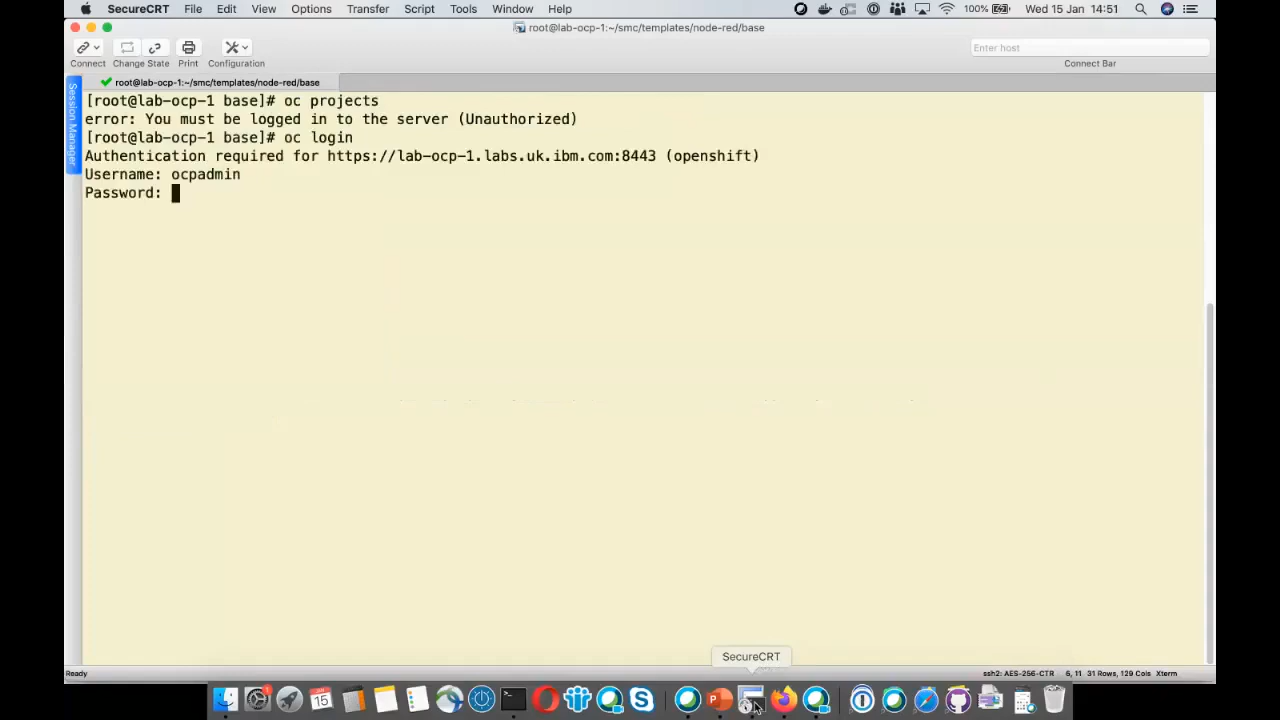 SecureCRT File Edit View Options Transfer Script Tools Window Help 100% Wed 15 Jan 14:51
root@lab-ocp-1:~/smc/templates/node-red/base
Enter host
Connect Change State Print Configuration Connect Bar
root@lab-ocp-1:~/smc/templates/node-red/base
Session Manager
[root@lab-ocp-1 base]# oc projects
error: You must be logged in to the server (Unauthorized)
[root@lab-ocp-1 base]# oc login
Authentication required for https://lab-ocp-1.labs.uk.ibm.com:8443 (openshift)
Username: ocpadmin
Password:
SecureCRT
Ready ssh2: AES-256-CTR 6, 11 31 Rows, 129 Cols Xterm
15